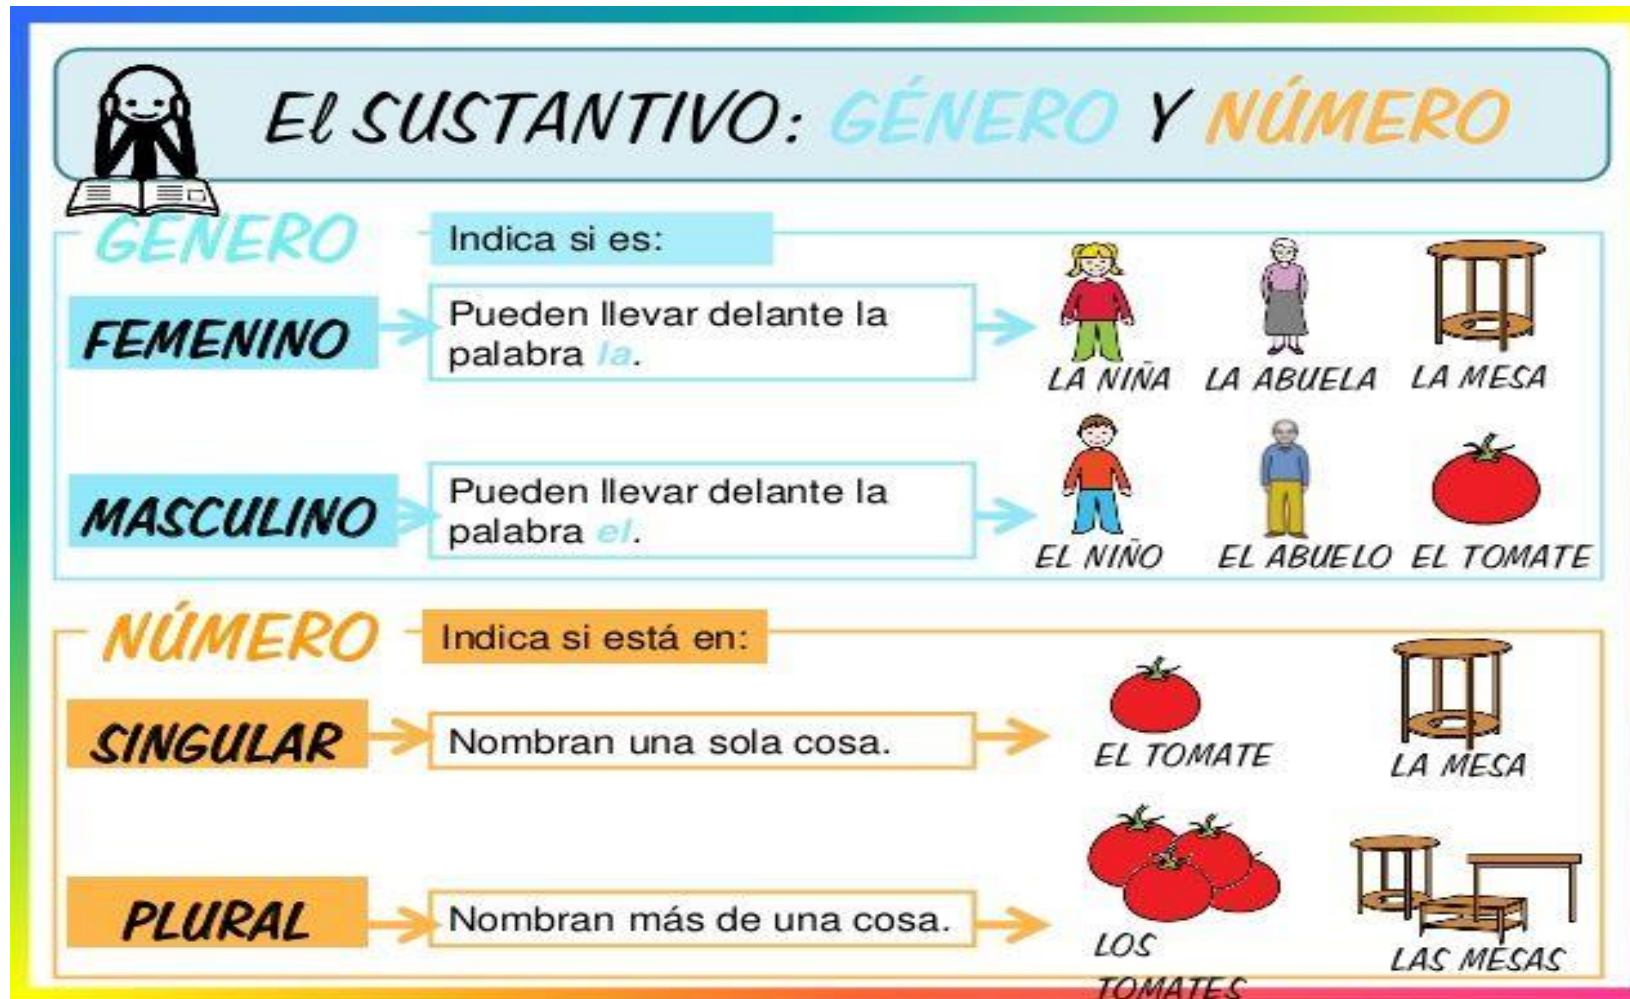 El SUSTANTIVO: GÉNERO Y NÚMERO
GÉNERO
Indica si es:
FEMENINO
Pueden llevar delante la
palabra la.
LA NIÑA
LA ABUELA
LA MESA
MASCULINO
Pueden llevar delante la
palabra el.
EL NIÑO
EL ABUELO
EL TOMATE
NÚMERO
Indica si está en:
SINGULAR
Nombran una sola cosa.
EL TOMATE
LA MESA
PLURAL
Nombran más de una cosa.
LOS
TOMATES
LAS MESAS